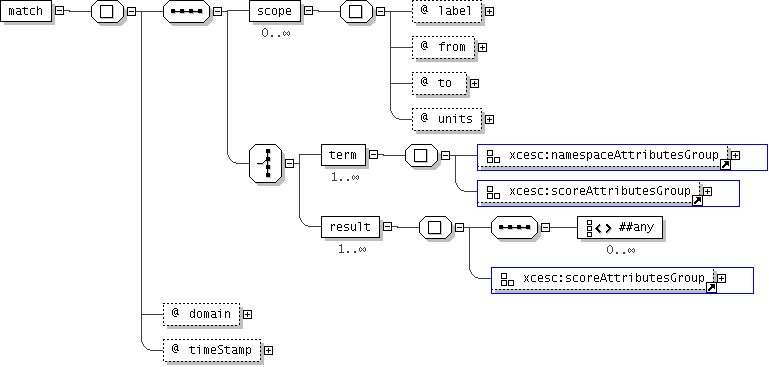 match
scope
0..∞
@ label
@ from
@ to
@ units
term
1..∞
xcesc:namespaceAttributesGroup
xcesc:scoreAttributesGroup
result
1..∞
##any
0..∞
xcesc:scoreAttributesGroup
@ domain
@ timeStamp